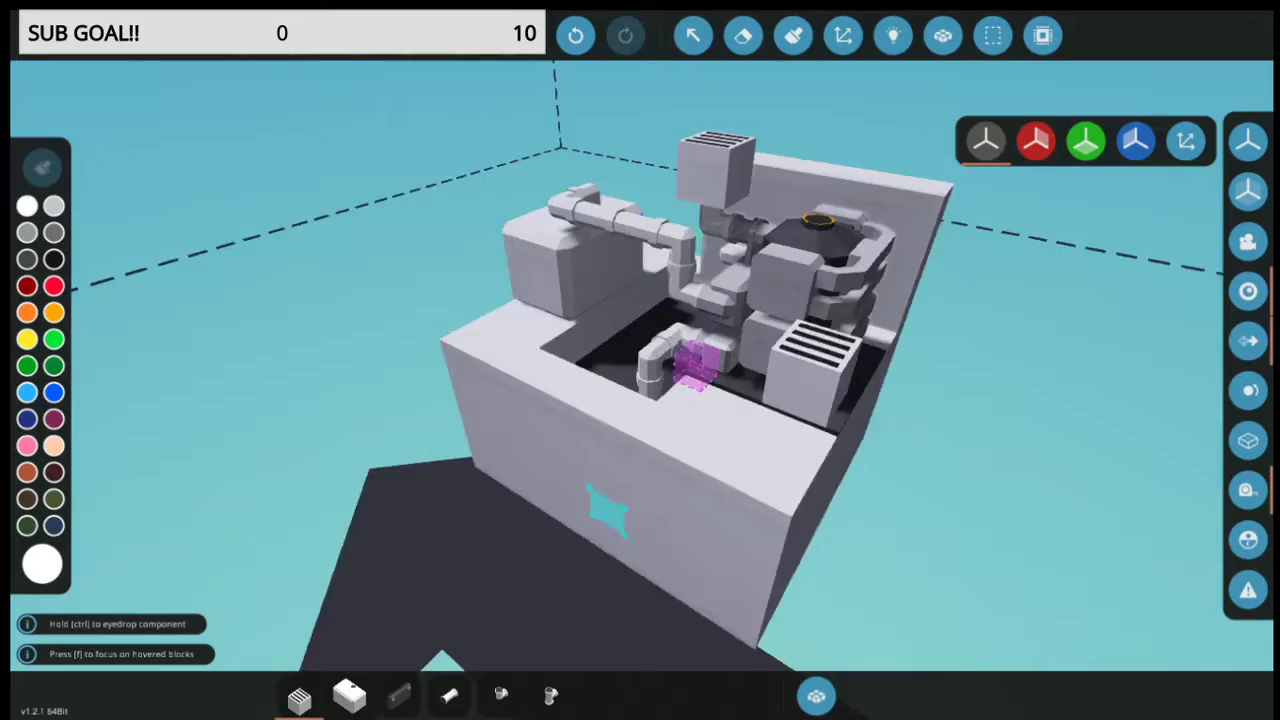 SUB GOAL!! 0 10
Hold [ctrl] to eyedrop component
Press [f] to focus on hovered blocks
v1.2.1 64Bit